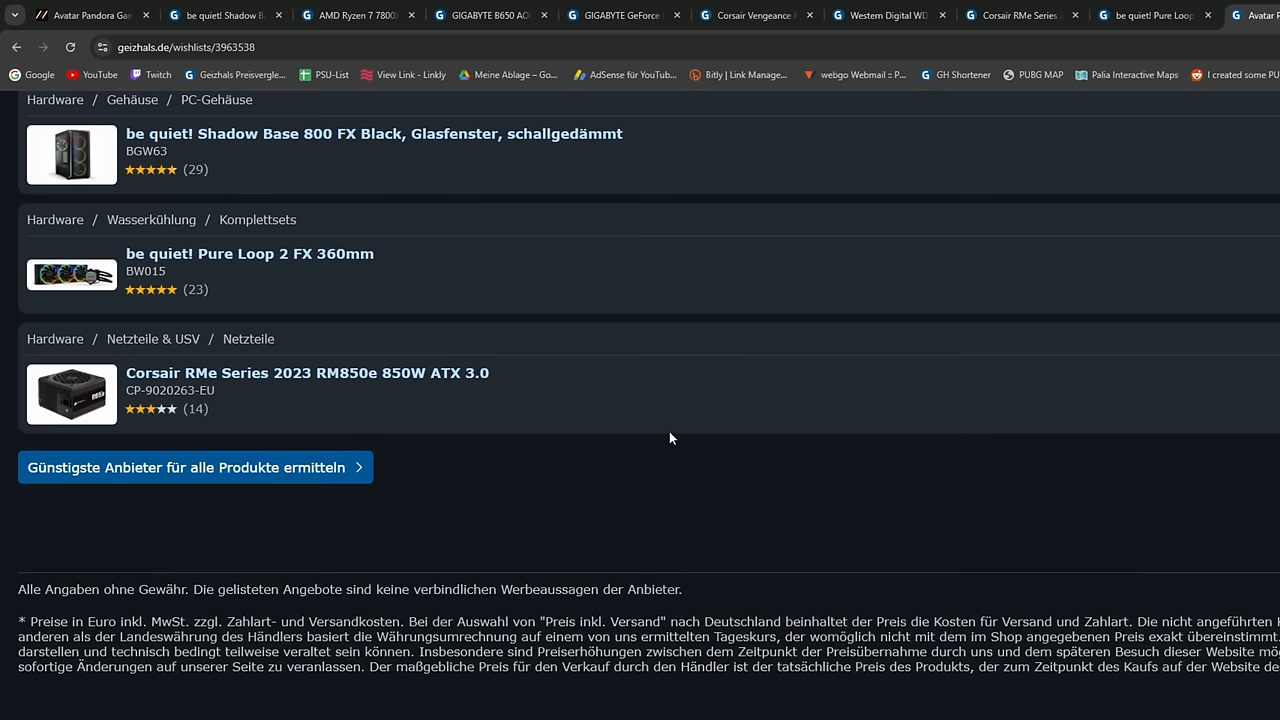 Avatar Pandora Gam
be quiet! Shadow B
AMD Ryzen 7 7800
GIGABYTE B650 AO
GIGABYTE GeForce
Corsair Vengeance
Western Digital WD
Corsair RMe Series
be quiet! Pure Loop
Avatar P
geizhals.de/wishlists/3963538
Google
YouTube
Twitch
Geizhals Preisvergle...
PSU-List
View Link - Linkly
Meine Ablage – Go...
AdSense für YouTub...
Bitly | Link Manage...
webgo Webmail :: P...
GH Shortener
PUBG MAP
Palia Interactive Maps
I created some PU
Hardware / Gehäuse / PC-Gehäuse
be quiet! Shadow Base 800 FX Black, Glasfenster, schallgedämmt
BGW63
★★★★★ (29)
Hardware / Wasserkühlung / Komplettsets
be quiet! Pure Loop 2 FX 360mm
BW015
★★★★★ (23)
Hardware / Netzteile & USV / Netzteile
Corsair RMe Series 2023 RM850e 850W ATX 3.0
CP-9020263-EU
★★★★★ (14)
Günstigste Anbieter für alle Produkte ermitteln
Alle Angaben ohne Gewähr. Die gelisteten Angebote sind keine verbindlichen Werbeaussagen der Anbieter.
* Preise in Euro inkl. MwSt. zzgl. Zahlart- und Versandkosten. Bei der Auswahl von "Preis inkl. Versand" nach Deutschland beinhaltet der Preis die Kosten für Versand und Zahlart. Die nicht angeführten
anderen als der Landeswährung des Händlers basiert die Währungsumrechnung auf einem von uns ermittelten Tageskurs, der womöglich nicht mit dem im Shop angegebenen Preis exakt übereinstimmt.
darstellen und technisch bedingt teilweise veraltet sein können. Insbesondere sind Preiserhöhungen zwischen dem Zeitpunkt der Preisübernahme durch uns und dem späteren Besuch dieser Website mö
sofortige Änderungen auf unserer Seite zu veranlassen. Der maßgebliche Preis für den Verkauf durch den Händler ist der tatsächliche Preis des Produkts, der zum Zeitpunkt des Kaufs auf der Website de